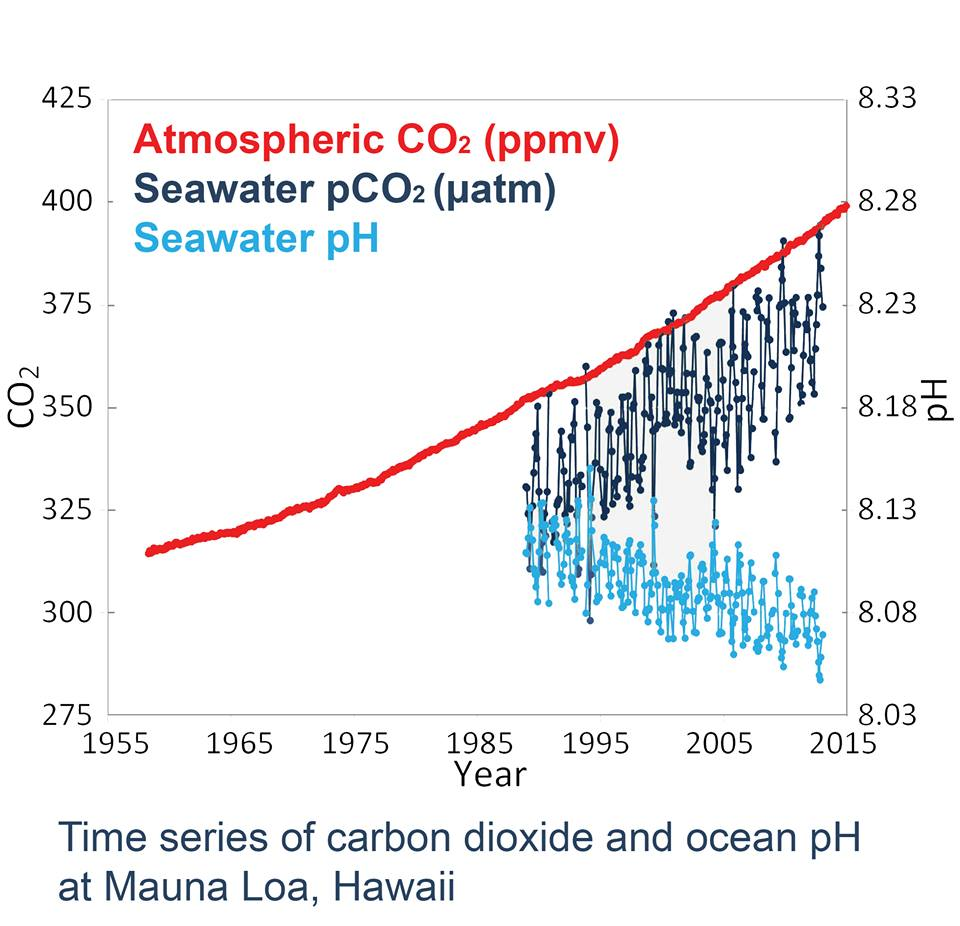 425
400
375
350
325
300
275
CO₂
Atmospheric CO₂ (ppmv)
Seawater pCO₂ (µatm)
Seawater pH
8.33
8.28
8.23
8.18
8.13
8.08
8.03
pH
1955 1965 1975 1985 1995 2005 2015
Year
Time series of carbon dioxide and ocean pH
at Mauna Loa, Hawaii